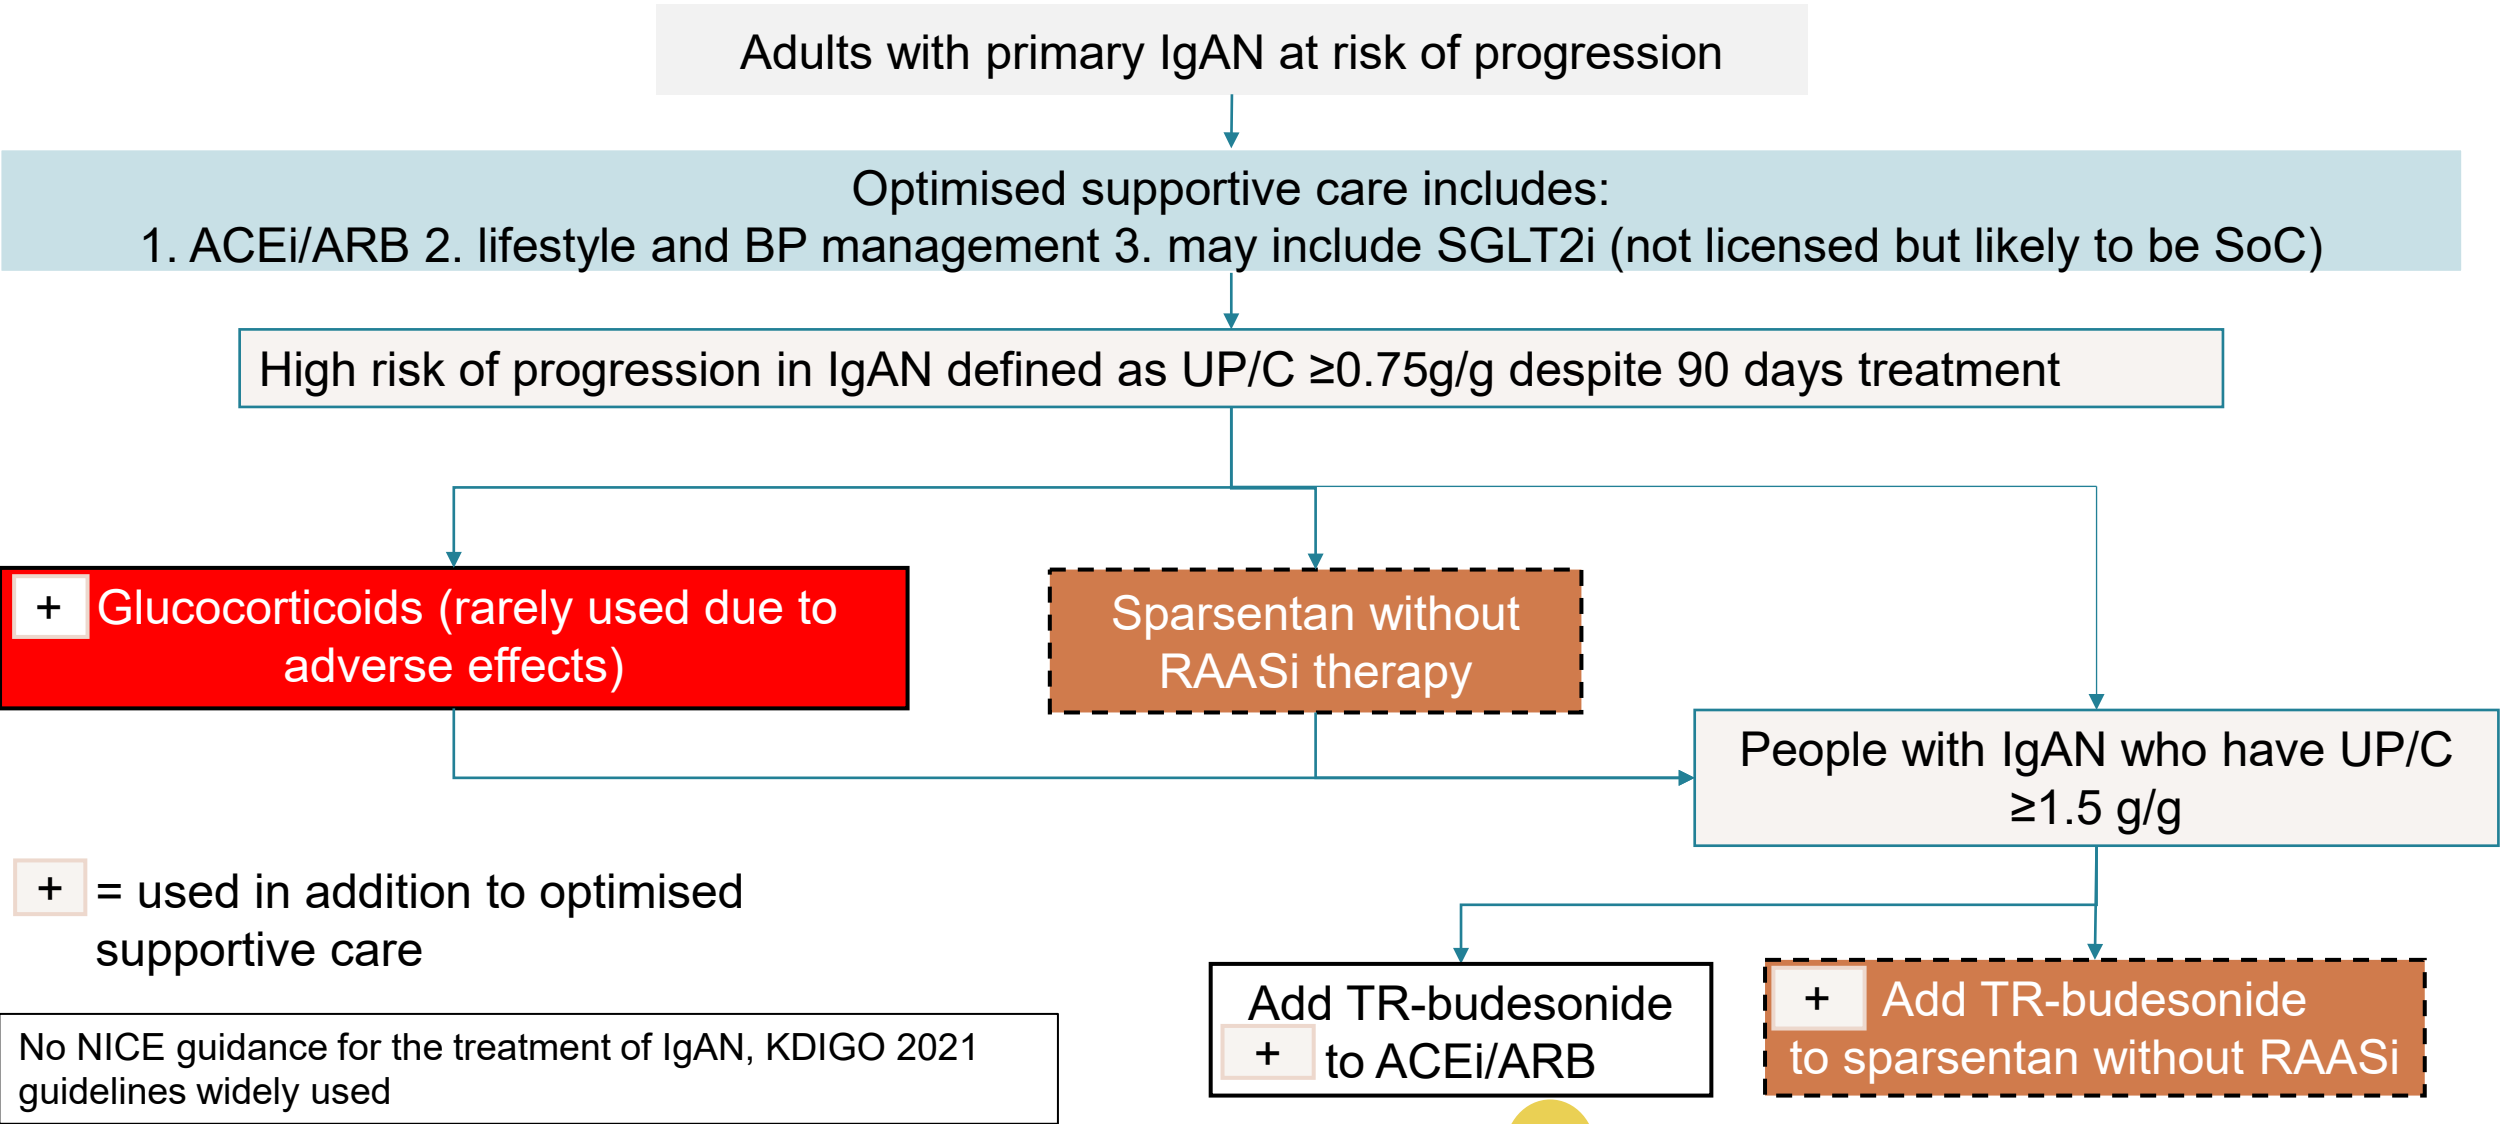 Adults with primary IgAN at risk of progression
Optimised supportive care includes:
1. ACEi/ARB 2. lifestyle and BP management 3. may include SGLT2i (not licensed but likely to be SoC)
High risk of progression in IgAN defined as UP/C ≥0.75g/g despite 90 days treatment
+ Glucocorticoids (rarely used due to
adverse effects)
Sparsentan without
RAASi therapy
People with IgAN who have UP/C
≥1.5 g/g
+ = used in addition to optimised
supportive care
Add TR-budesonide
+ to ACEi/ARB
+ Add TR-budesonide
to sparsentan without RAASi
No NICE guidance for the treatment of IgAN, KDIGO 2021
guidelines widely used